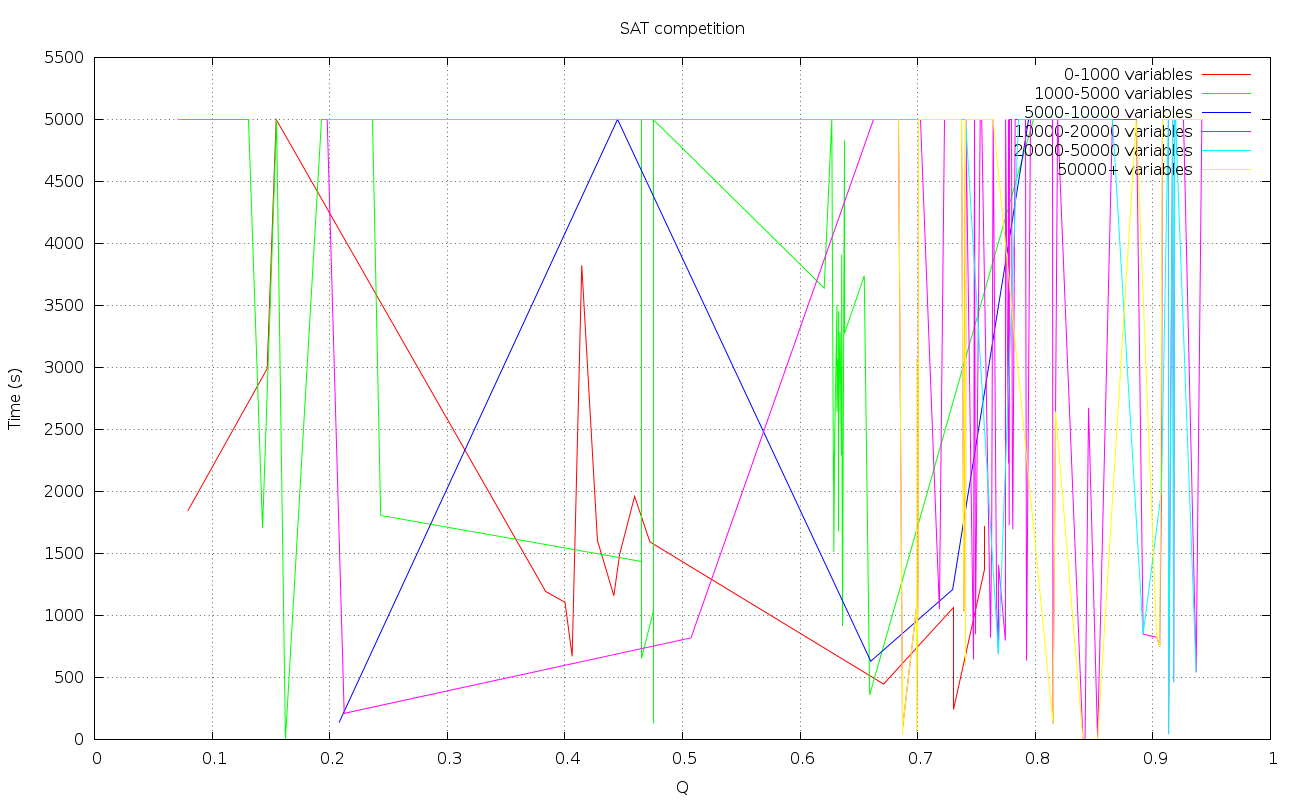 SAT competition
5500
5000
4500
4000
3500
3000
2500
2000
1500
1000
500
0
Time (s)
0-1000 variables
1000-5000 variables
5000-10000 variables
10000-20000 variables
20000-50000 variables
50000+ variables
0 0.1 0.2 0.3 0.4 0.5 0.6 0.7 0.8 0.9 1
Q